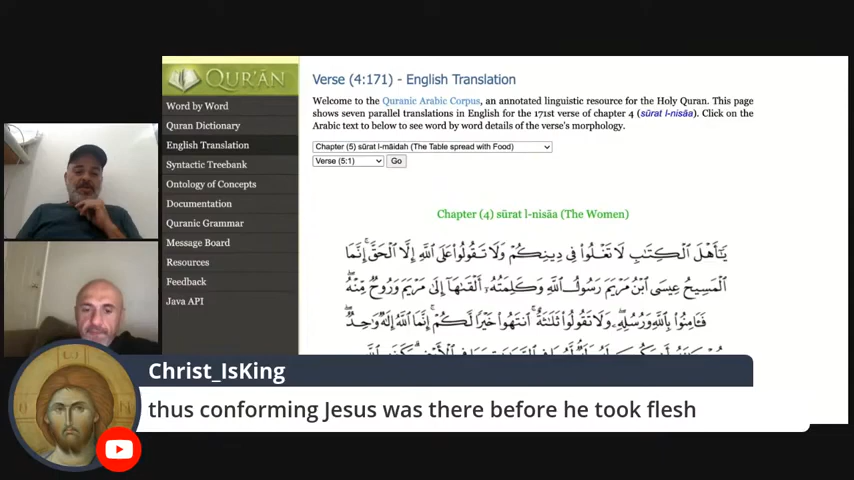 QUR'ĀN
Word by Word
Quran Dictionary
English Translation
Syntactic Treebank
Ontology of Concepts
Documentation
Quranic Grammar
Message Board
Resources
Feedback
Java API
Verse (4:171) - English Translation
Welcome to the Quranic Arabic Corpus, an annotated linguistic resource for the Holy Quran. This page
shows seven parallel translations in English for the 171st verse of chapter 4 (sūrat l-nisāa). Click on the
Arabic text to below to see word by word details of the verse's morphology.
Chapter (5) sūrat l-māidah (The Table spread with Food)
Verse (5:1)
Go
Chapter (4) sūrat l-nisāa (The Women)
يَـٰٓأَهْلَ ٱلْكِتَـٰبِ لَا تَغْلُوا۟ فِى دِينِكُمْ وَلَا تَقُولُوا۟ عَلَى ٱللَّهِ إِلَّا ٱلْحَقَّ ۚ إِنَّمَا
ٱلْمَسِيحُ عِيسَى ٱبْنُ مَرْيَمَ رَسُولُ ٱللَّهِ وَكَلِمَتُهُۥٓ أَلْقَىٰهَآ إِلَىٰ مَرْيَمَ وَرُوحٌ مِّنْهُ ۖ
فَـَٔامِنُوا۟ بِٱللَّهِ وَرُسُلِهِۦ ۖ وَلَا تَقُولُوا۟ ثَلَـٰثَةٌ ۚ ٱنتَهُوا۟ خَيْرًا لَّكُمْ ۚ إِنَّمَا ٱللَّهُ إِلَـٰهٌ وَٰحِدٌ ۖ
Christ_IsKing
thus conforming Jesus was there before he took flesh